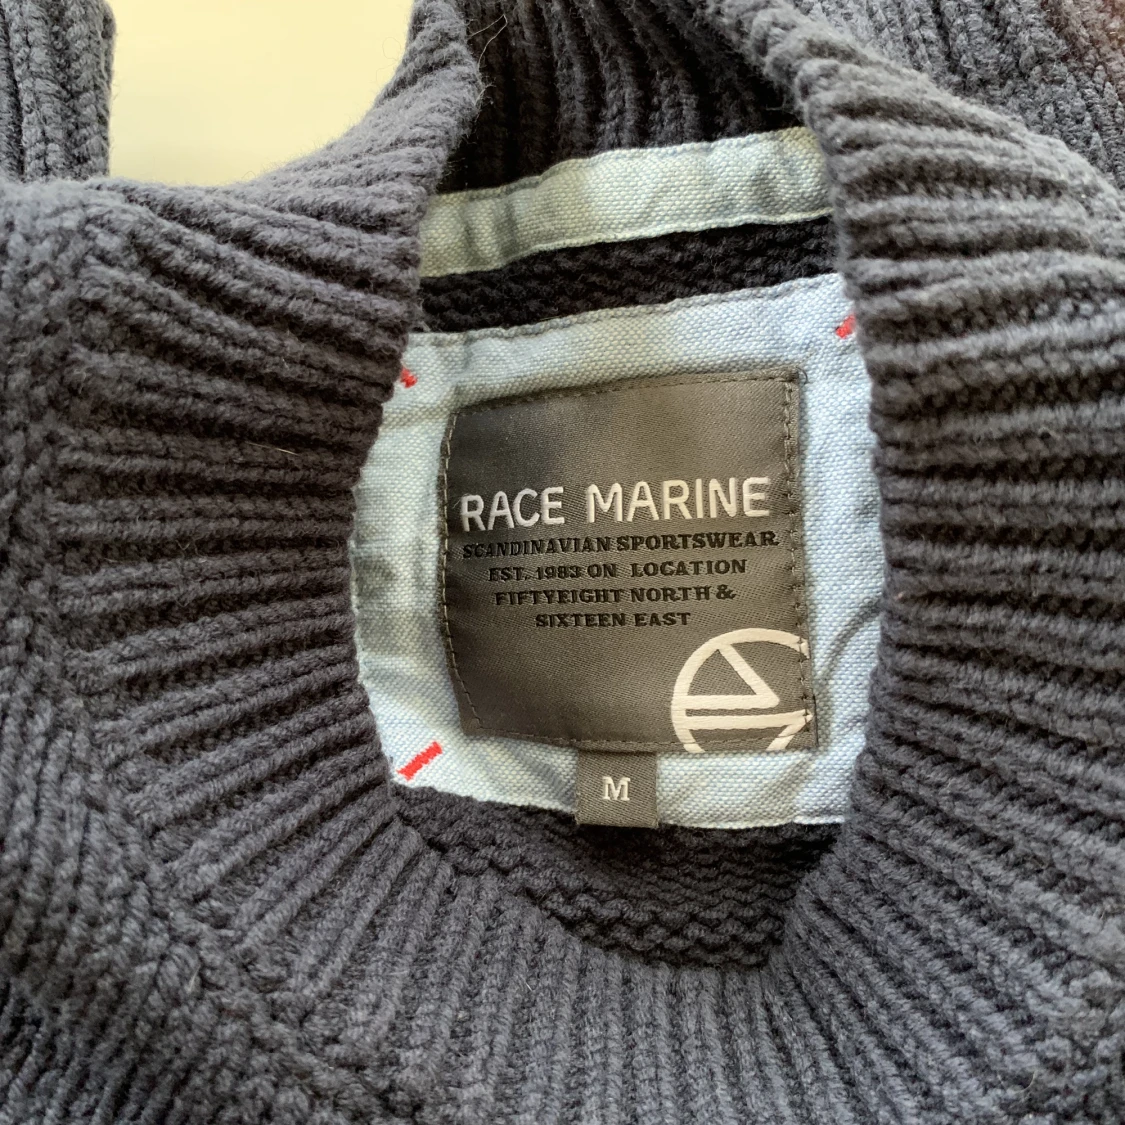 RACE MARINE
SCANDINAVIAN SPORTSWEAR
EST. 1983 ON LOCATION
FIFTYEIGHT NORTH &
SIXTEEN EAST
M